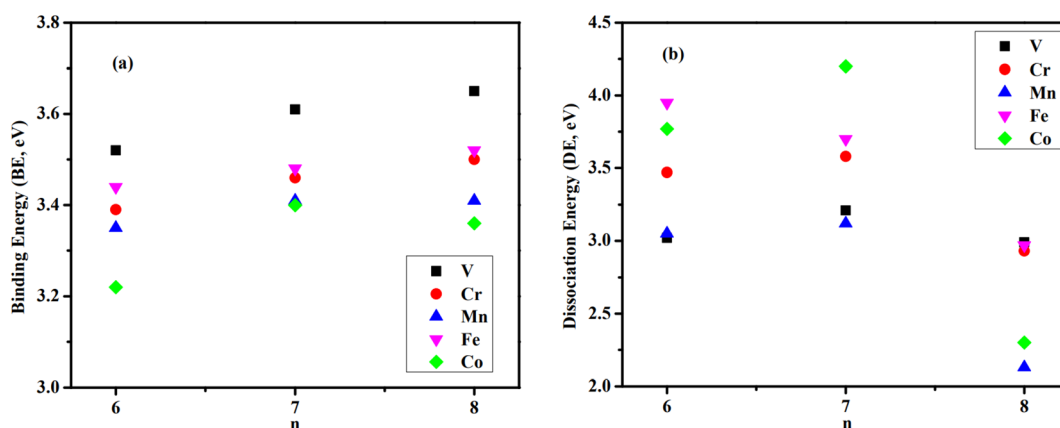 (a)
Binding Energy (BE, eV)
3.8
3.6
3.4
3.2
3.0
6
7
8
n
V
Cr
Mn
Fe
Co
(b)
Dissociation Energy (DE, eV)
4.5
4.0
3.5
3.0
2.5
2.0
6
7
8
n
V
Cr
Mn
Fe
Co